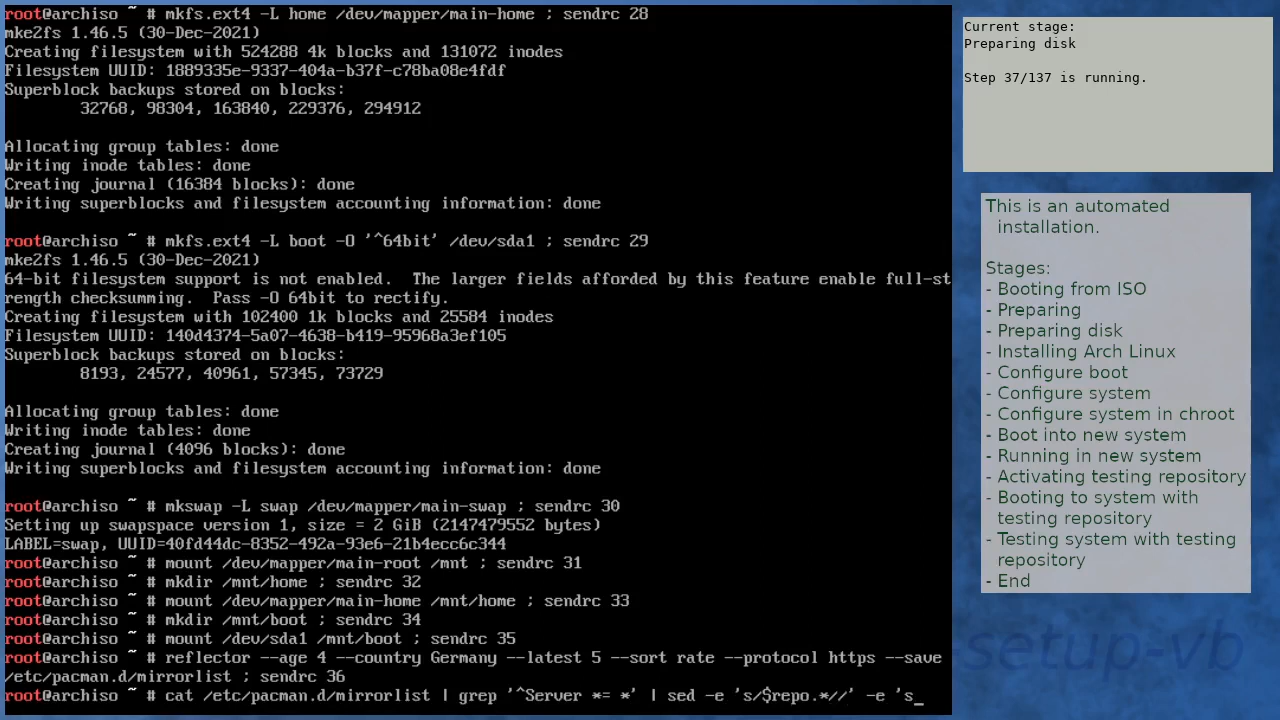 root@archiso ~ # mkfs.ext4 -L home /dev/mapper/main-home ; sendrc 28
mke2fs 1.46.5 (30-Dec-2021)
Creating filesystem with 524288 4k blocks and 131072 inodes
Filesystem UUID: 1889335e-9337-404a-b37f-c78ba08e4fdf
Superblock backups stored on blocks:
        32768, 98304, 163840, 229376, 294912

Allocating group tables: done
Writing inode tables: done
Creating journal (16384 blocks): done
Writing superblocks and filesystem accounting information: done

root@archiso ~ # mkfs.ext4 -L boot -O '^64bit' /dev/sda1 ; sendrc 29
mke2fs 1.46.5 (30-Dec-2021)
64-bit filesystem support is not enabled.  The larger fields afforded by this feature enable full-st
rength checksumming.  Pass -O 64bit to rectify.
Creating filesystem with 102400 1k blocks and 25584 inodes
Filesystem UUID: 140d4374-5a07-4638-b419-95968a3ef105
Superblock backups stored on blocks:
        8193, 24577, 40961, 57345, 73729

Allocating group tables: done
Writing inode tables: done
Creating journal (4096 blocks): done
Writing superblocks and filesystem accounting information: done

root@archiso ~ # mkswap -L swap /dev/mapper/main-swap ; sendrc 30
Setting up swapspace version 1, size = 2 GiB (2147479552 bytes)
LABEL=swap, UUID=40fd44dc-8352-492a-93e6-21b4ecc6c344
root@archiso ~ # mount /dev/mapper/main-root /mnt ; sendrc 31
root@archiso ~ # mkdir /mnt/home ; sendrc 32
root@archiso ~ # mount /dev/mapper/main-home /mnt/home ; sendrc 33
root@archiso ~ # mkdir /mnt/boot ; sendrc 34
root@archiso ~ # mount /dev/sda1 /mnt/boot ; sendrc 35
root@archiso ~ # reflector --age 4 --country Germany --latest 5 --sort rate --protocol https --save
/etc/pacman.d/mirrorlist ; sendrc 36
root@archiso ~ # cat /etc/pacman.d/mirrorlist | grep '^Server *= *' | sed -e 's/$repo.*//' -e 's_
Current stage:
Preparing disk

Step 37/137 is running.
This is an automated
installation.

Stages:
- Booting from ISO
- Preparing
- Preparing disk
- Installing Arch Linux
- Configure boot
- Configure system
- Configure system in chroot
- Boot into new system
- Running in new system
- Activating testing repository
- Booting to system with
testing repository
- Testing system with testing
repository
- End
-setup-vb